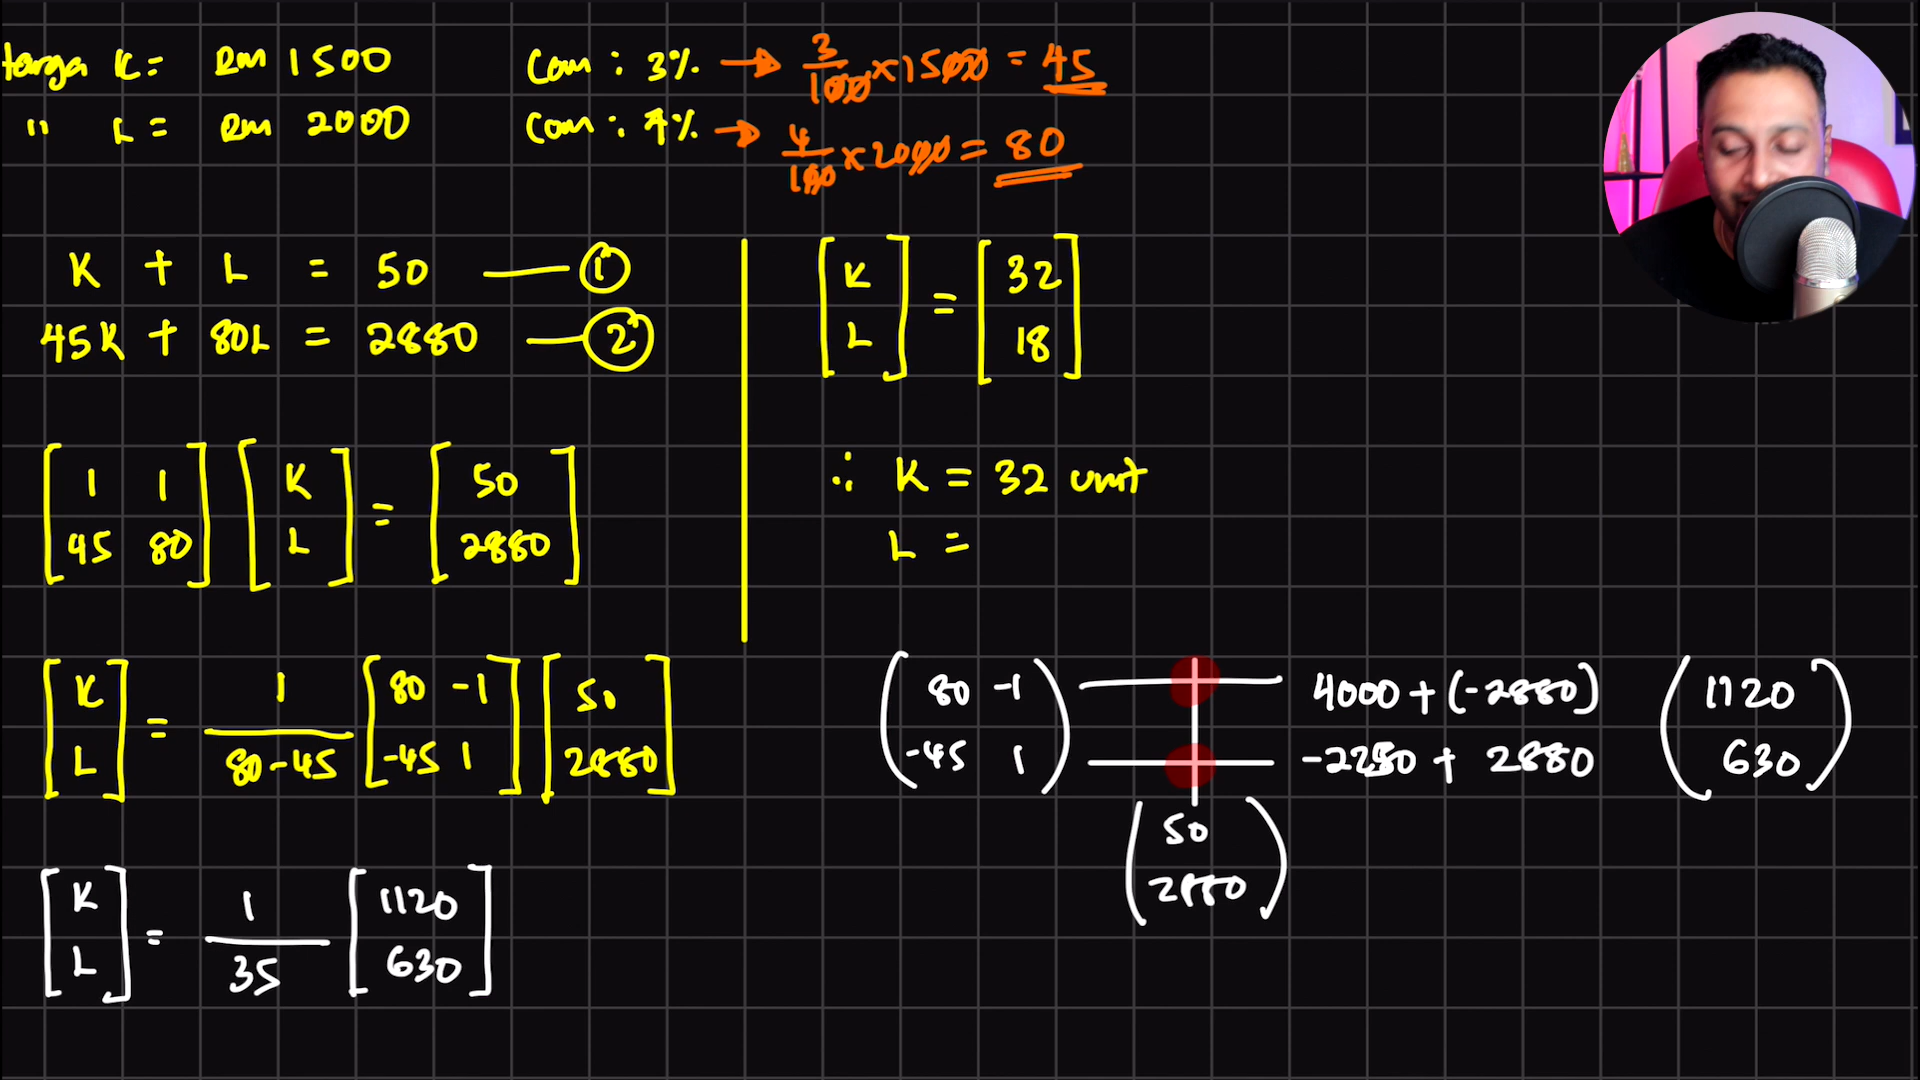 Harga K = RM 1500 Com : 3% → 3/100 × 1500 = 45
" L = RM 2000 Com : 4% → 4/100 × 2000 = 80
K + L = 50 — ①
45K + 80L = 2880 — ②
[1 1; 45 80] [K; L] = [50; 2880]
[K; L] = 1/(80-45) [80 -1; -45 1] [50; 2880]
[K; L] = 1/35 [1120; 630]
[K; L] = [32; 18]
∴ K = 32 unit
L =
(80 -1; -45 1) 4000 + (-2880) (1120; 630)
-2250 + 2880
(50; 2880)